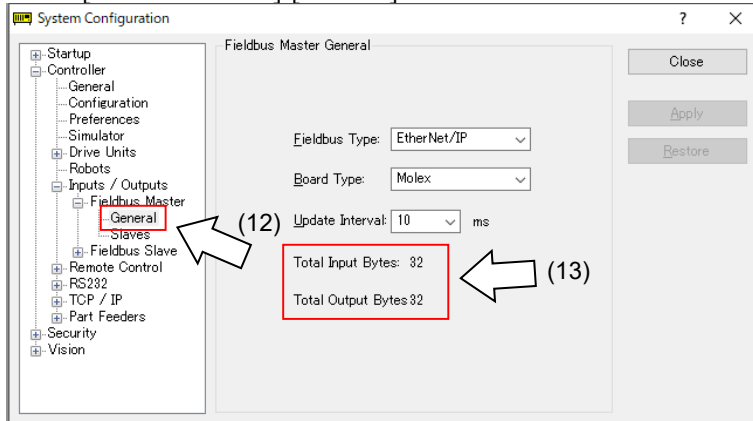 System Configuration
?
×
Startup
Controller
General
Configuration
Preferences
Simulator
Drive Units
Robots
Inputs / Outputs
Fieldbus Master
General
Slaves
Fieldbus Slave
Remote Control
RS232
TCP / IP
Part Feeders
Security
Vision
(12)
Fieldbus Master General
Fieldbus Type: EtherNet/IP
Board Type: Molex
Update Interval: 10 ms
Total Input Bytes: 32
Total Output Bytes 32
(13)
Close
Apply
Restore